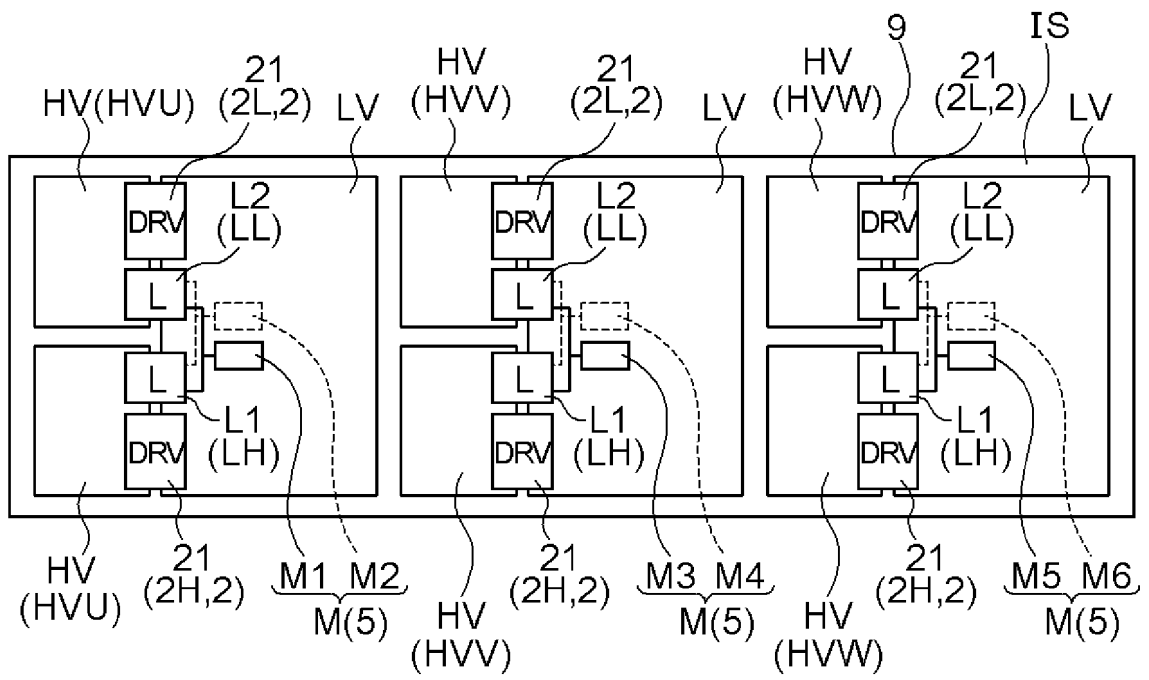 9 IS
21 HV 21 HV 21
HV(HVU) (2L,2) LV (HVV) (2L,2) LV (HVW) (2L,2) LV
DRV L2 DRV L2 DRV L2
(LL) (LL) (LL)
L L L
L L L
L1 L1 L1
DRV (LH) DRV (LH) DRV (LH)
HV 21 M1 M2 21 M3 M4 21 M5 M6
(HVU) (2H,2) M(5) (2H,2) M(5) (2H,2) M(5)
HV HV
(HVV) (HVW)